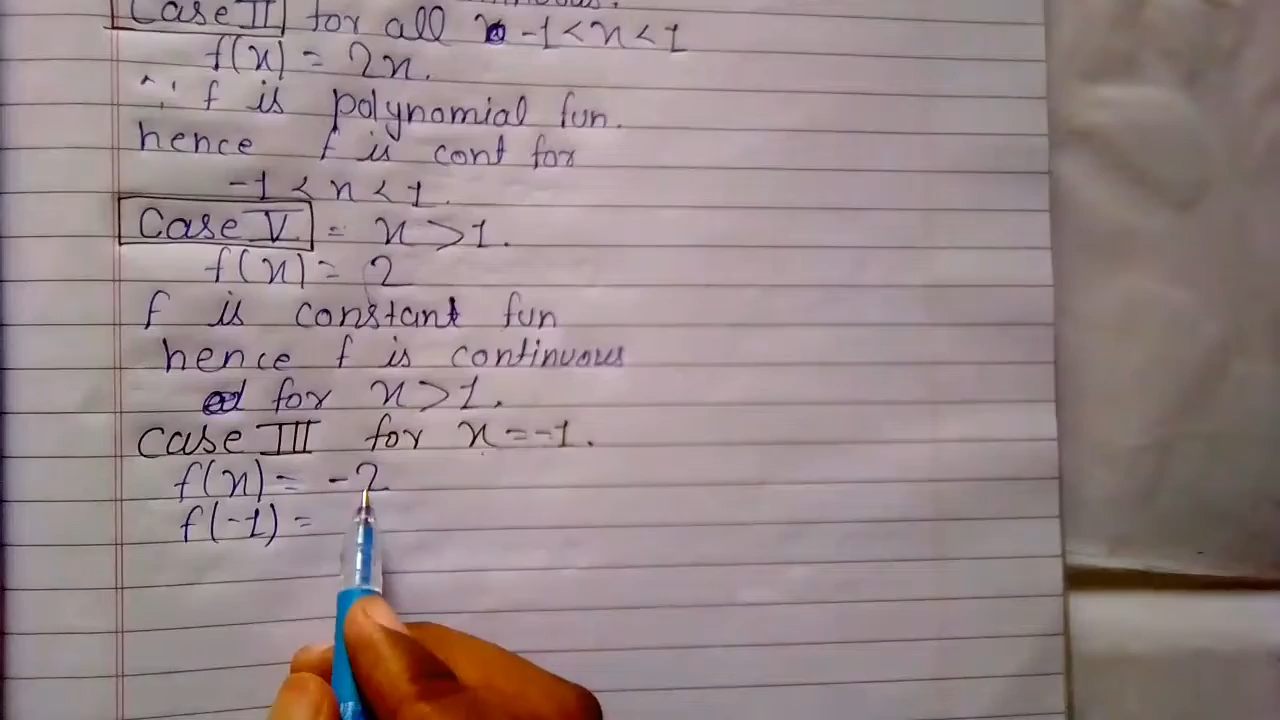 Case II for all -1<x<1
f(x) = 2x.
∵ f is polynomial fun.
hence f is cont for
-1 < x < 1.
Case V = x >1.
f(x) = 2
f is constant fun
hence f is continuous
for x >1.
Case III for x = -1.
f(x) = -2
f(-1) =